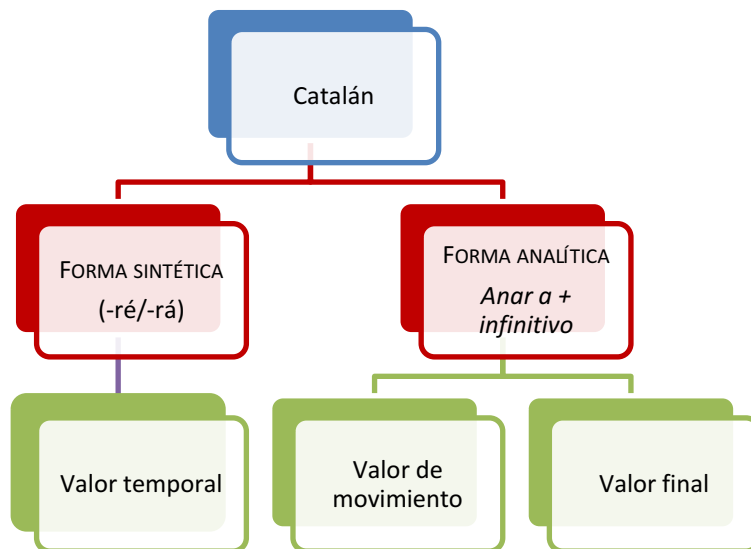 Catalán
FORMA SINTÉTICA
(-ré/-rá)
FORMA ANALÍTICA
Anar a +
infinitivo
Valor temporal
Valor de
movimiento
Valor final